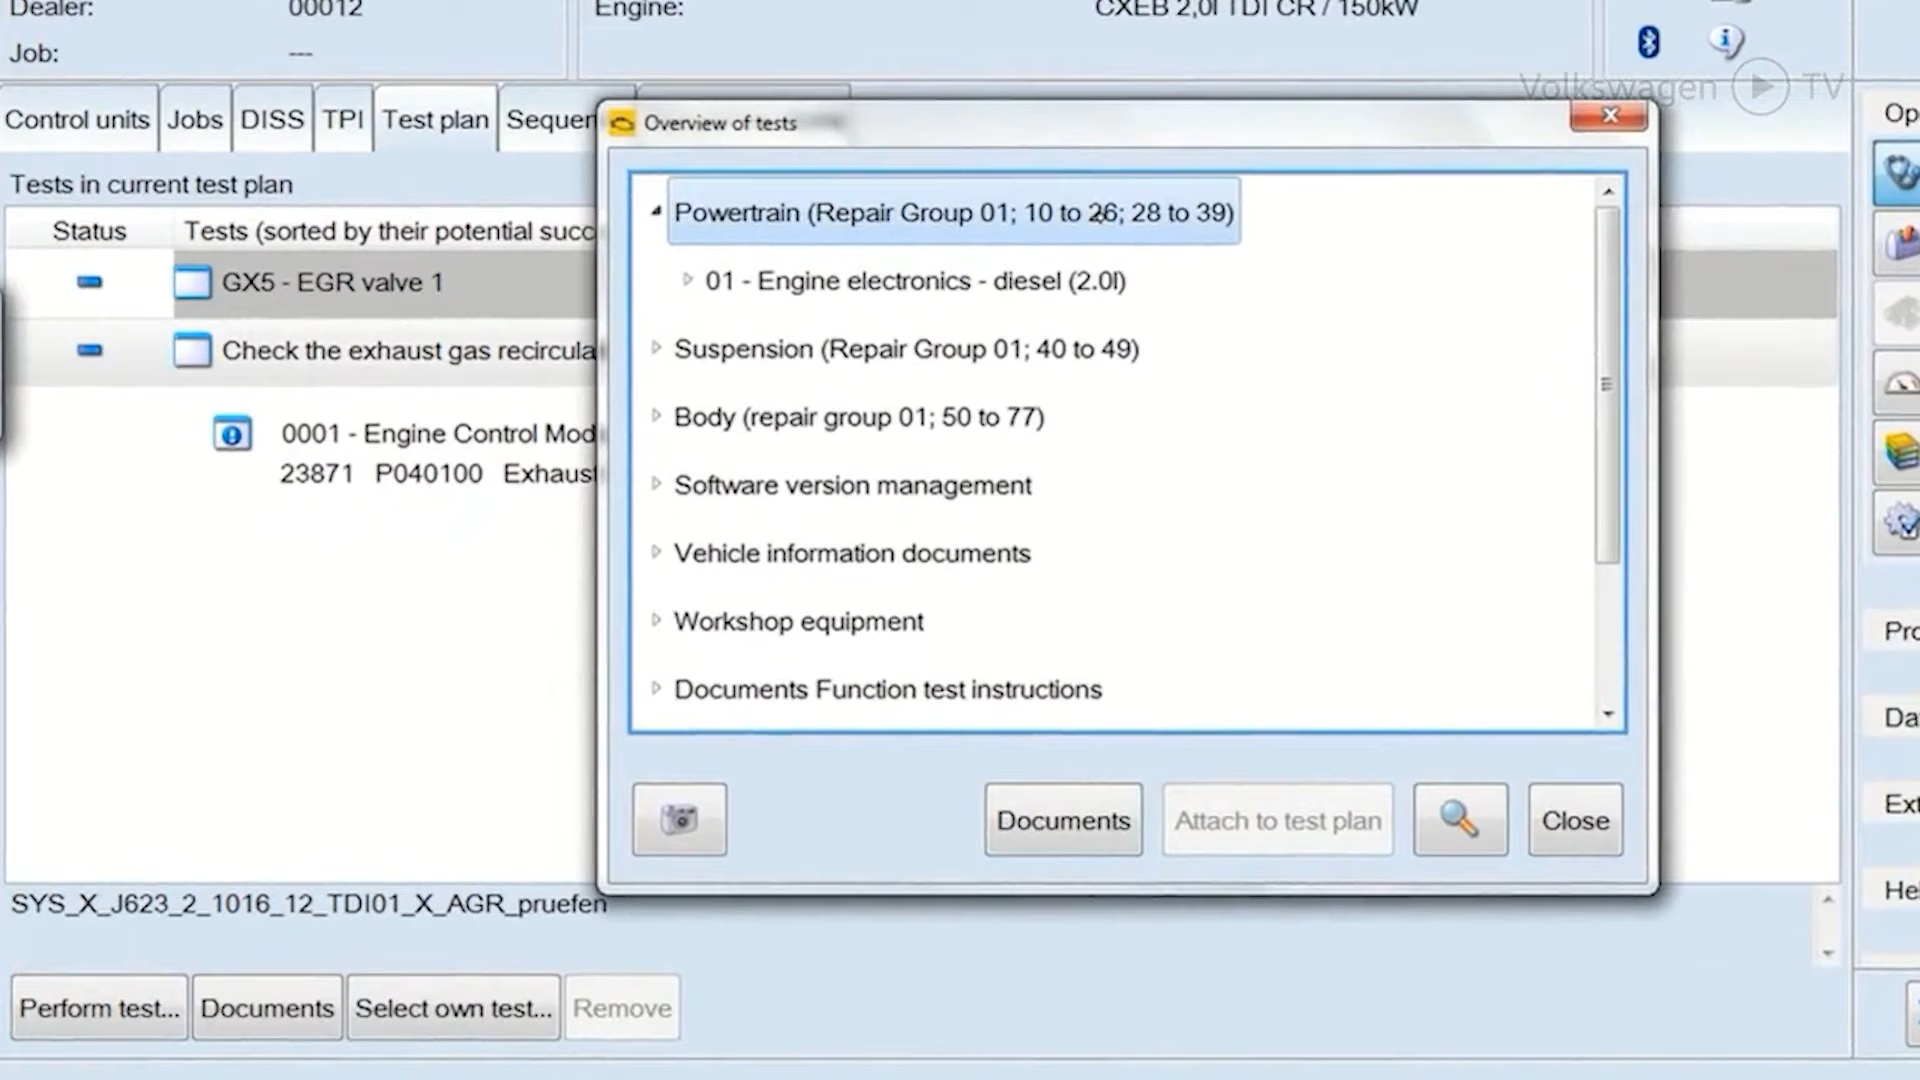 Dealer: 00012 Engine: CXEB 2,0l TDI CR / 150kW
Job: ---
Volkswagen TV
Control units Jobs DISS TPI Test plan Sequen
Tests in current test plan
Status Tests (sorted by their potential succ
GX5 - EGR valve 1
Check the exhaust gas recircula
0001 - Engine Control Mod
23871 P040100 Exhaust
SYS_X_J623_2_1016_12_TDI01_X_AGR_pruefen
Perform test... Documents Select own test... Remove
Overview of tests
Powertrain (Repair Group 01; 10 to 26; 28 to 39)
01 - Engine electronics - diesel (2.0l)
Suspension (Repair Group 01; 40 to 49)
Body (repair group 01; 50 to 77)
Software version management
Vehicle information documents
Workshop equipment
Documents Function test instructions
Documents Attach to test plan Close
Op
Pro
Da
Ext
Hel